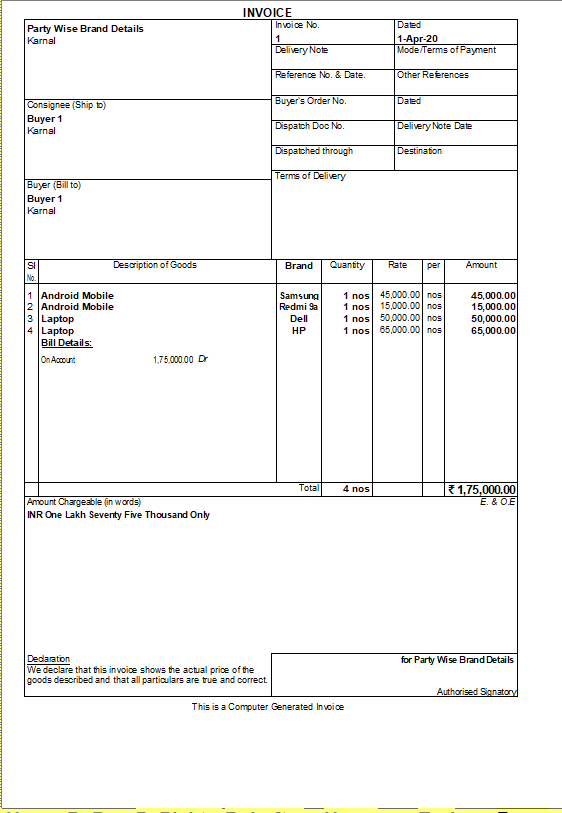 INVOICE
Party Wise Brand Details
Karnal
Invoice No.
1
Dated
1-Apr-20
Delivery Note
Mode/Terms of Payment
Reference No. & Date.
Other References
Consignee (Ship to)
Buyer 1
Karnal
Buyer's Order No.
Dated
Dispatch Doc No.
Delivery Note Date
Dispatched through
Destination
Buyer (Bill to)
Buyer 1
Karnal
Terms of Delivery
Sl No. Description of Goods Brand Quantity Rate per Amount
1 Android Mobile Samsung 1 nos 45,000.00 nos 45,000.00
2 Android Mobile Redmi 9a 1 nos 15,000.00 nos 15,000.00
3 Laptop Dell 1 nos 50,000.00 nos 50,000.00
4 Laptop HP 1 nos 65,000.00 nos 65,000.00
Bill Details:
On Account 1,75,000.00 Dr
Total 4 nos ₹ 1,75,000.00
Amount Chargeable (in words) E. & O.E
INR One Lakh Seventy Five Thousand Only
Declaration
We declare that this invoice shows the actual price of the
goods described and that all particulars are true and correct.
for Party Wise Brand Details
Authorised Signatory
This is a Computer Generated Invoice